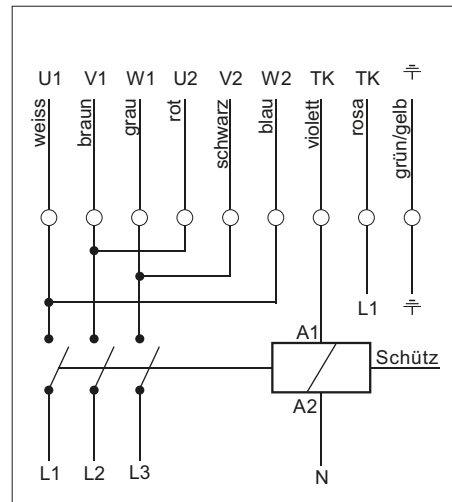 U1 V1 W1 U2 V2 W2 TK TK
weiss braun grau rot schwarz blau violett rosa grün/gelb
L1
A1
Schütz
A2
L1 L2 L3 N